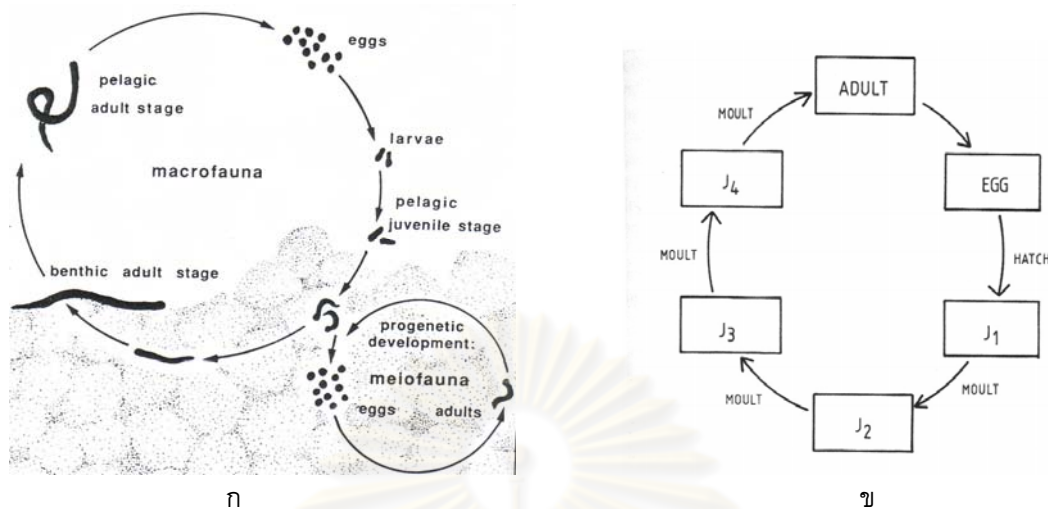 eggs
pelagic
adult stage
larvae
macrofauna
pelagic
juvenile stage
benthic adult stage
progenetic
development:
meiofauna
eggs adults
ก
ADULT
MOULT
J4
EGG
MOULT
HATCH
J3
J1
MOULT
MOULT
J2
ข